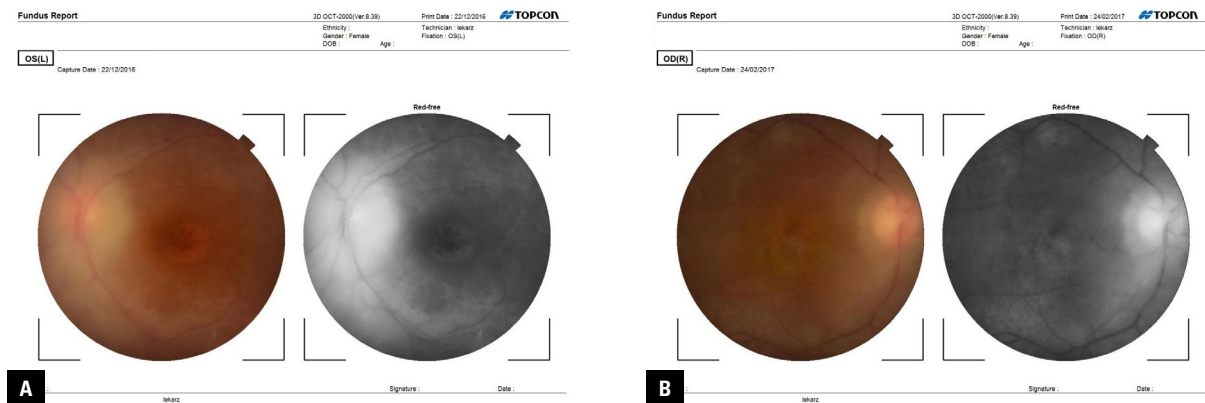 Fundus Report
3D OCT-2000(Ver.8.39)
Print Date : 22/12/2016
TOPCON
Ethnicity :
Technician : lekarz
Gender : Female
Fixation : OS(L)
DOB :
Age :
OS(L)
Capture Date : 22/12/2016
Red-free
A
:
Signature :
Date :
lekarz
Fundus Report
3D OCT-2000(Ver.8.39)
Print Date : 24/02/2017
TOPCON
Ethnicity :
Technician : lekarz
Gender : Female
Fixation : OD(R)
DOB :
Age :
OD(R)
Capture Date : 24/02/2017
Red-free
B
:
Signature :
Date :
lekarz